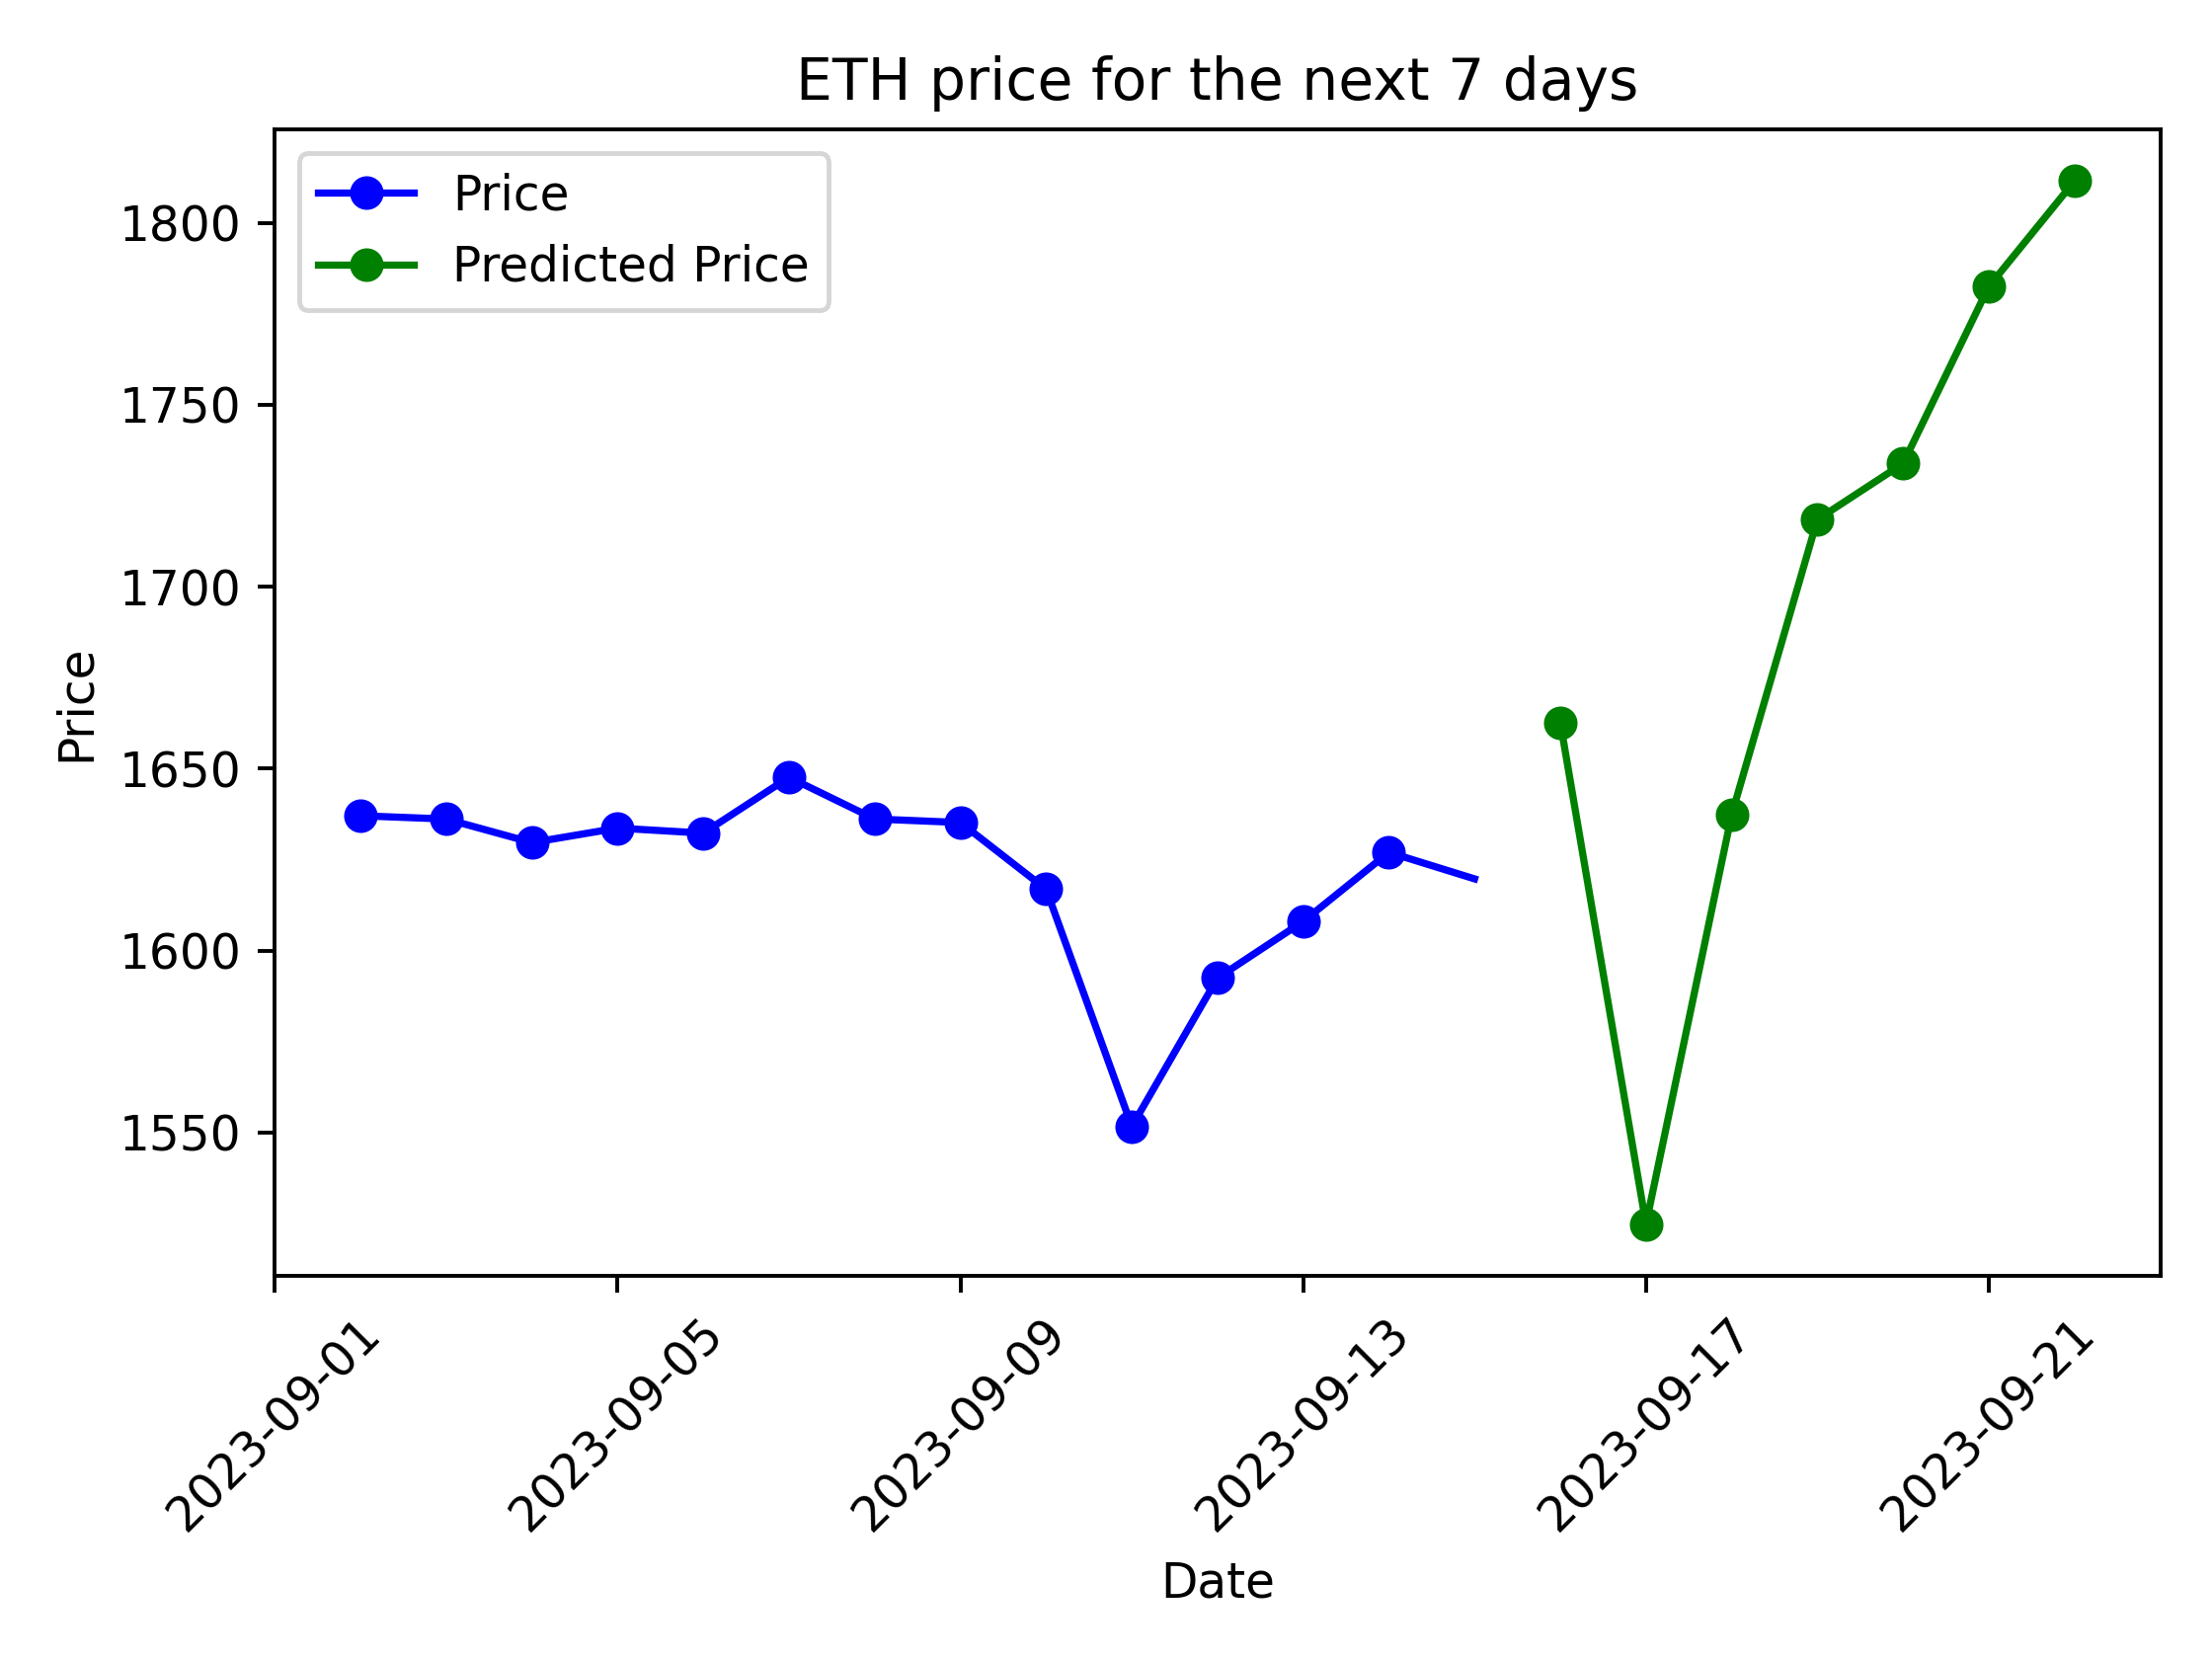 ETH price for the next 7 days
Price
Predicted Price
1800
1750
1700
1650
1600
1550
Price
2023-09-01
2023-09-05
2023-09-09
2023-09-13
2023-09-17
2023-09-21
Date